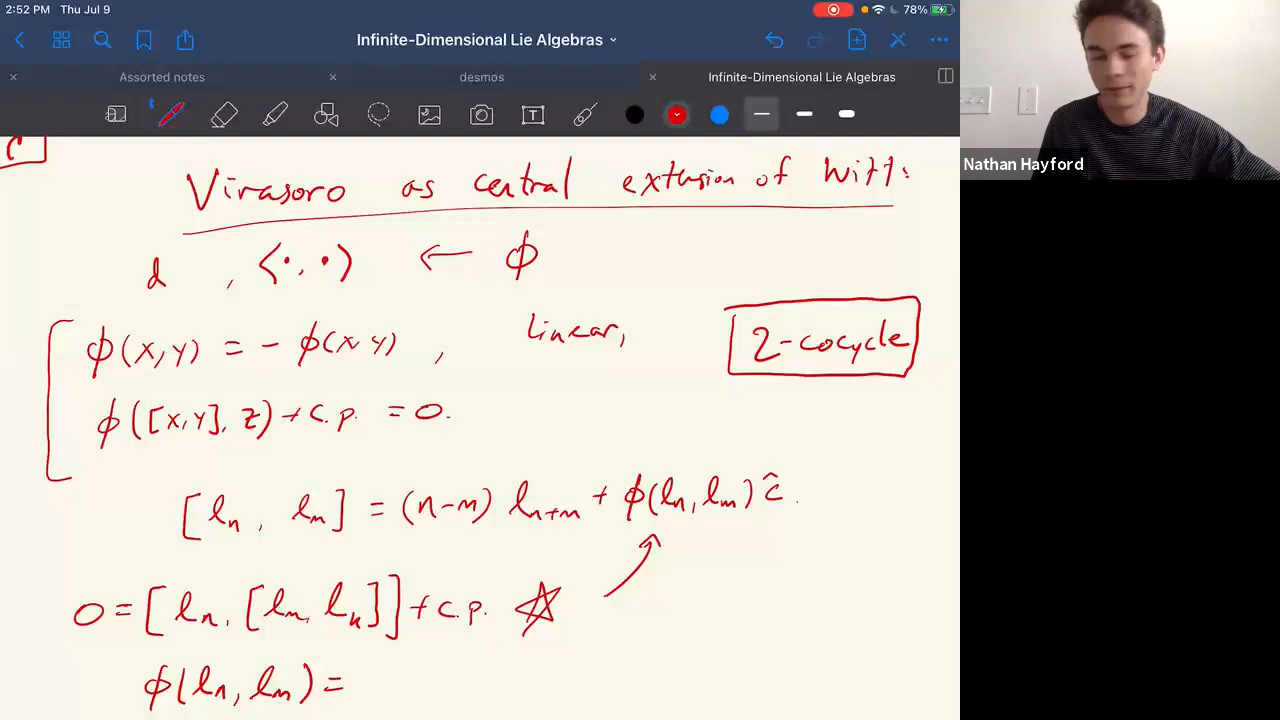 2:52 PM Thu Jul 9
78%
Infinite-Dimensional Lie Algebras
Assorted notes
desmos
Infinite-Dimensional Lie Algebras
Nathan Hayford
C
Virasoro as central extension of Witt:
d, ⟨·,·⟩ ← φ
φ(X,Y) = - φ(X,Y), linear,
2-cocycle
φ([X,Y], Z) + c.p. = 0.
[ln, lm] = (n-m) ln+m + φ(ln, lm) ĉ.
0 = [ln, [lm, lk]] + c.p. ☆
φ(ln, lm) =